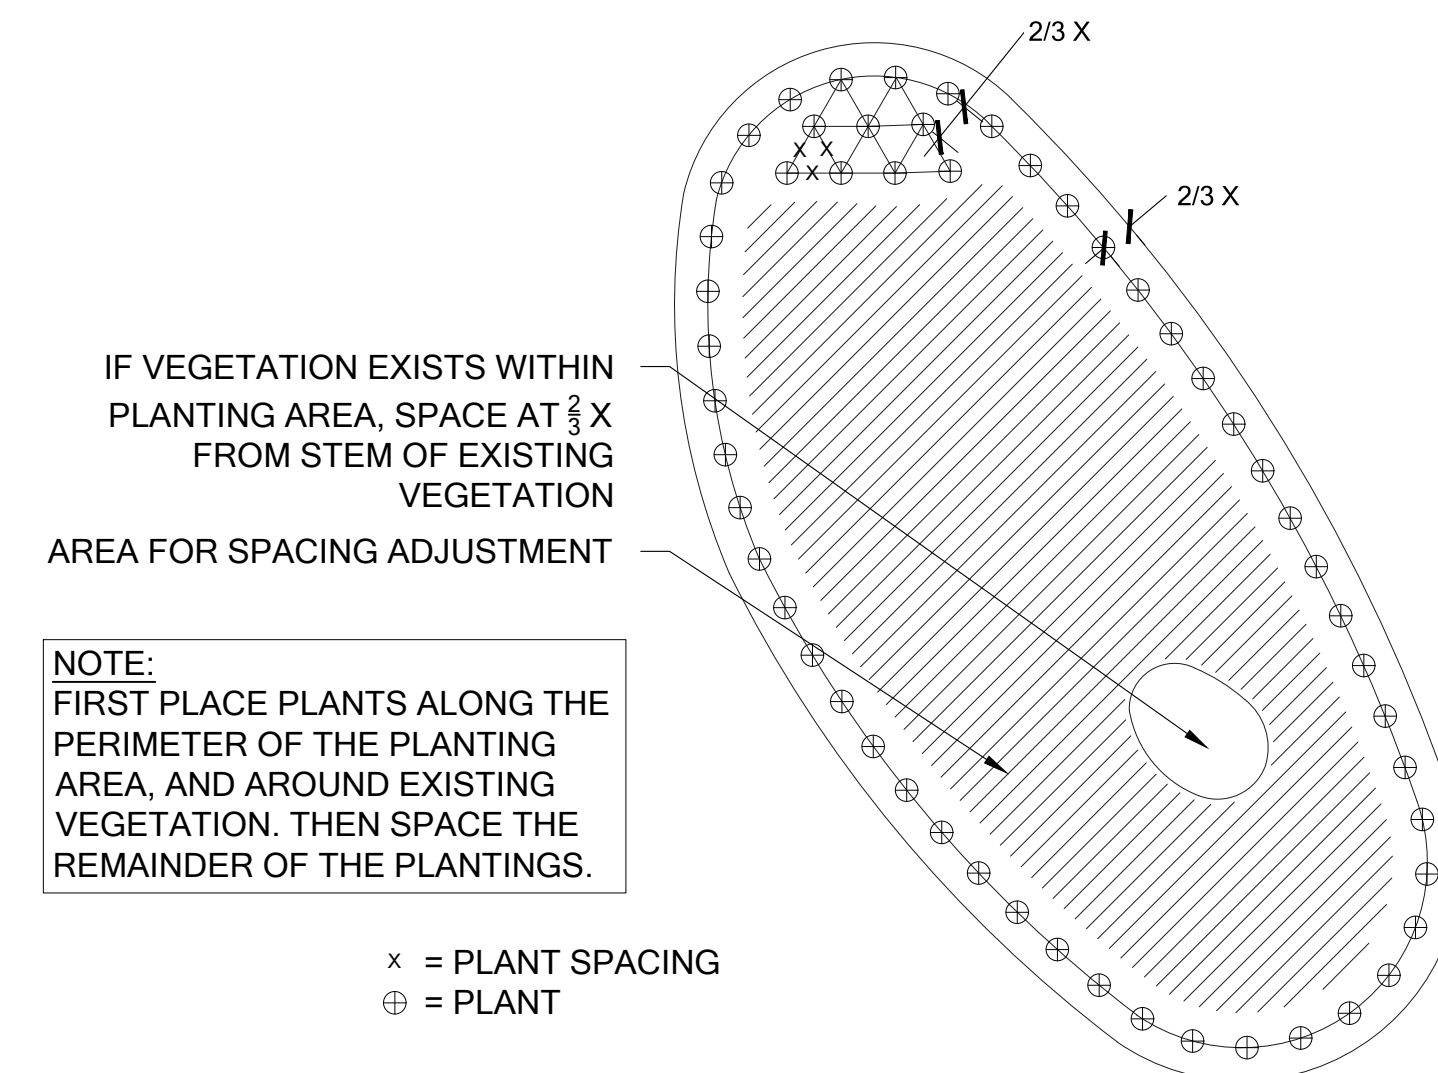 2/3 X
2/3 X
X X
X
IF VEGETATION EXISTS WITHIN
PLANTING AREA, SPACE AT 2/3 X
FROM STEM OF EXISTING
VEGETATION
AREA FOR SPACING ADJUSTMENT
NOTE:
FIRST PLACE PLANTS ALONG THE
PERIMETER OF THE PLANTING
AREA, AND AROUND EXISTING
VEGETATION. THEN SPACE THE
REMAINDER OF THE PLANTINGS.
X = PLANT SPACING
= PLANT